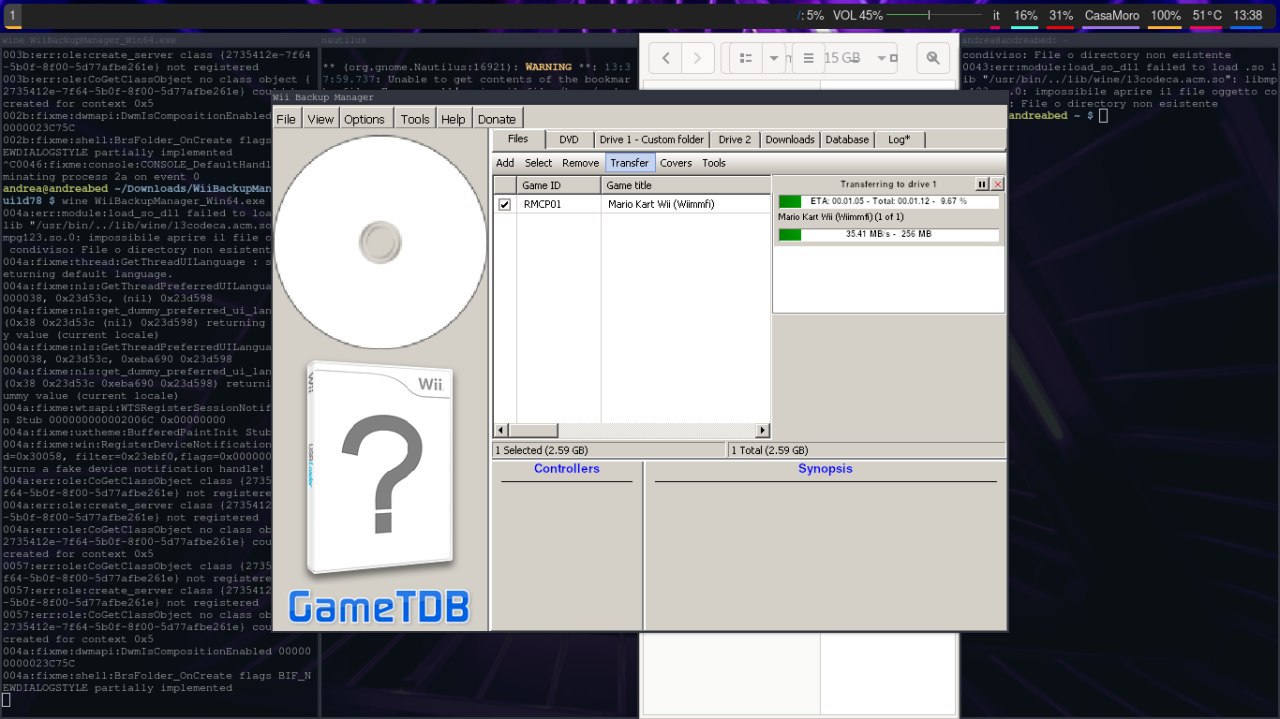 1
/: 5% VOL 45% it 16% 31% CasaMoro 100% 51°C 13:38
wine WiiBackupManager_Win64.exe
003b:err:ole:create_server class {2735412e-7f64
-5b0f-8f00-5d77afbe261e} not registered
003b:err:ole:CoGetClassObject no class object {
2735412e-7f64-5b0f-8f00-5d77afbe261e}
created for context 0x5
002b:fixme:dwmapi:DwmIsCompositionEnabled
0000023C75C
002b:fixme:shell:BrsFolder_OnCreate flags
EWDIALOGSTYLE partially implemented
^C0046:fixme:console:CONSOLE_DefaultHandl
minating process 2a on event 0
andrea@andreabed ~/Downloads/WiiBackupMan
uild78 $ wine WiiBackupManager_Win64.exe
004a:err:module:load_so_dll failed to loa
lib "/usr/bin/../lib/wine/l3codeca.acm.so
mpg123.so.0: impossibile aprire il file o
condiviso: File o directory non esistent
004a:fixme:thread:GetThreadUILanguage : s
eturning default language.
004a:fixme:nls:GetThreadPreferredUILangua
000038, 0x23d53c, (nil) 0x23d598
004a:fixme:nls:get_dummy_preferred_ui_lan
(0x38 0x23d53c (nil) 0x23d598) returning
y value (current locale)
004a:fixme:nls:GetThreadPreferredUILangua
000038, 0x23d53c, 0xeba690 0x23d598
004a:fixme:nls:get_dummy_preferred_ui_lan
(0x38 0x23d53c 0xeba690 0x23d598) returni
ummy value (current locale)
004a:fixme:wtsapi:WTSRegisterSessionNotif
n Stub 000000000002006C 0x00000000
004a:fixme:uxtheme:BufferedPaintInit Stub
004a:fixme:win:RegisterDeviceNotification
d=0x30058, filter=0x23ebf0,flags=0x000000
turns a fake device notification handle!
004a:err:ole:CoGetClassObject class {2735
f64-5b0f-8f00-5d77afbe261e} not registere
004a:err:ole:create_server class {2735412
-5b0f-8f00-5d77afbe261e} not registered
004a:err:ole:CoGetClassObject no class ob
2735412e-7f64-5b0f-8f00-5d77afbe261e} cou
created for context 0x5
0057:err:ole:CoGetClassObject class {2735
f64-5b0f-8f00-5d77afbe261e} not registere
0057:err:ole:create_server class {2735412
-5b0f-8f00-5d77afbe261e} not registered
0057:err:ole:CoGetClassObject no class ob
2735412e-7f64-5b0f-8f00-5d77afbe261e} cou
created for context 0x5
004a:fixme:dwmapi:DwmIsCompositionEnabled 00000
0000023C75C
004a:fixme:shell:BrsFolder_OnCreate flags BIF_N
EWDIALOGSTYLE partially implemented
nautilus
** (org.gnome.Nautilus:16921): WARNING **: 13:3
7:59.737: Unable to get contents of the bookmar
15 GB
andrea@andreabed: ~
condiviso: File o directory non esistente
0043:err:module:load_so_dll failed to load .so l
ib "/usr/bin/../lib/wine/l3codeca.acm.so": libmp
123.so.0: impossibile aprire il file oggetto co
: File o directory non esistente
andreabed ~ $
Wii Backup Manager
File View Options Tools Help Donate
Files DVD Drive 1 - Custom folder Drive 2 Downloads Database Log*
Add Select Remove Transfer Covers Tools
Game ID Game title
RMCP01 Mario Kart Wii (Wiimmfi)
Transferring to drive 1
ETA: 00.01.05 - Total: 00.01.12 - 9.67 %
Mario Kart Wii (Wiimmfi) (1 of 1)
35.41 MB/s - 256 MB
1 Selected (2.59 GB) 1 Total (2.59 GB)
Controllers Synopsis
Wii
Wii
USB Loader
?
GameTDB